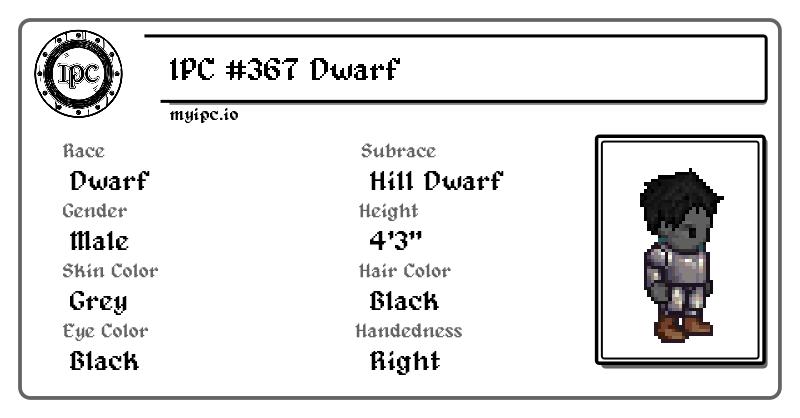 IPC
IPC #367 Dwarf
myipc.io
Race
Dwarf
Subrace
Hill Dwarf
Gender
Male
Height
4'3"
Skin Color
Grey
Hair Color
Black
Eye Color
Black
Handedness
Right